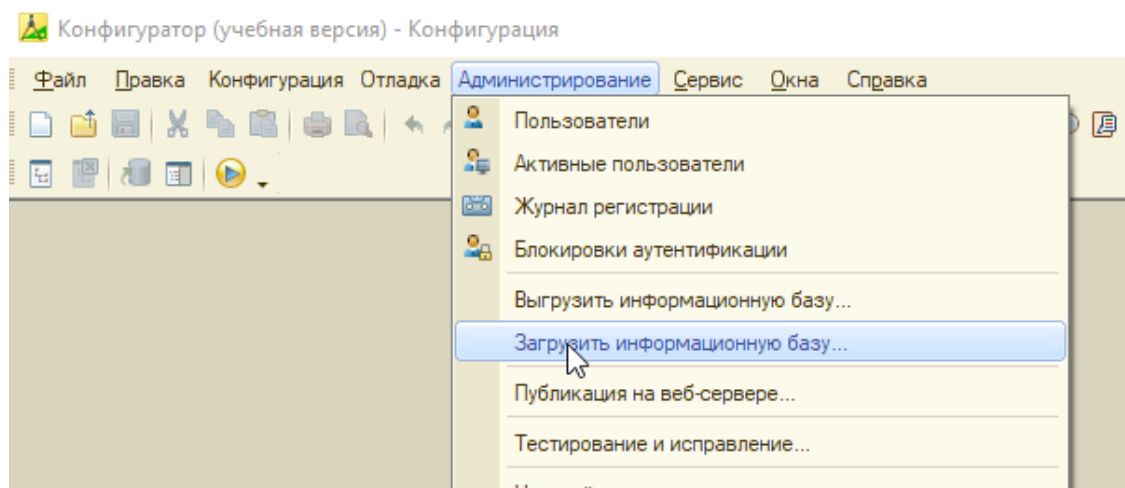 Конфигуратор (учебная версия) - Конфигурация
Файл Правка Конфигурация Отладка Администрирование Сервис Окна Справка
Пользователи
Активные пользователи
Журнал регистрации
Блокировки аутентификации
Выгрузить информационную базу...
Загрузить информационную базу...
Публикация на веб-сервере...
Тестирование и исправление...